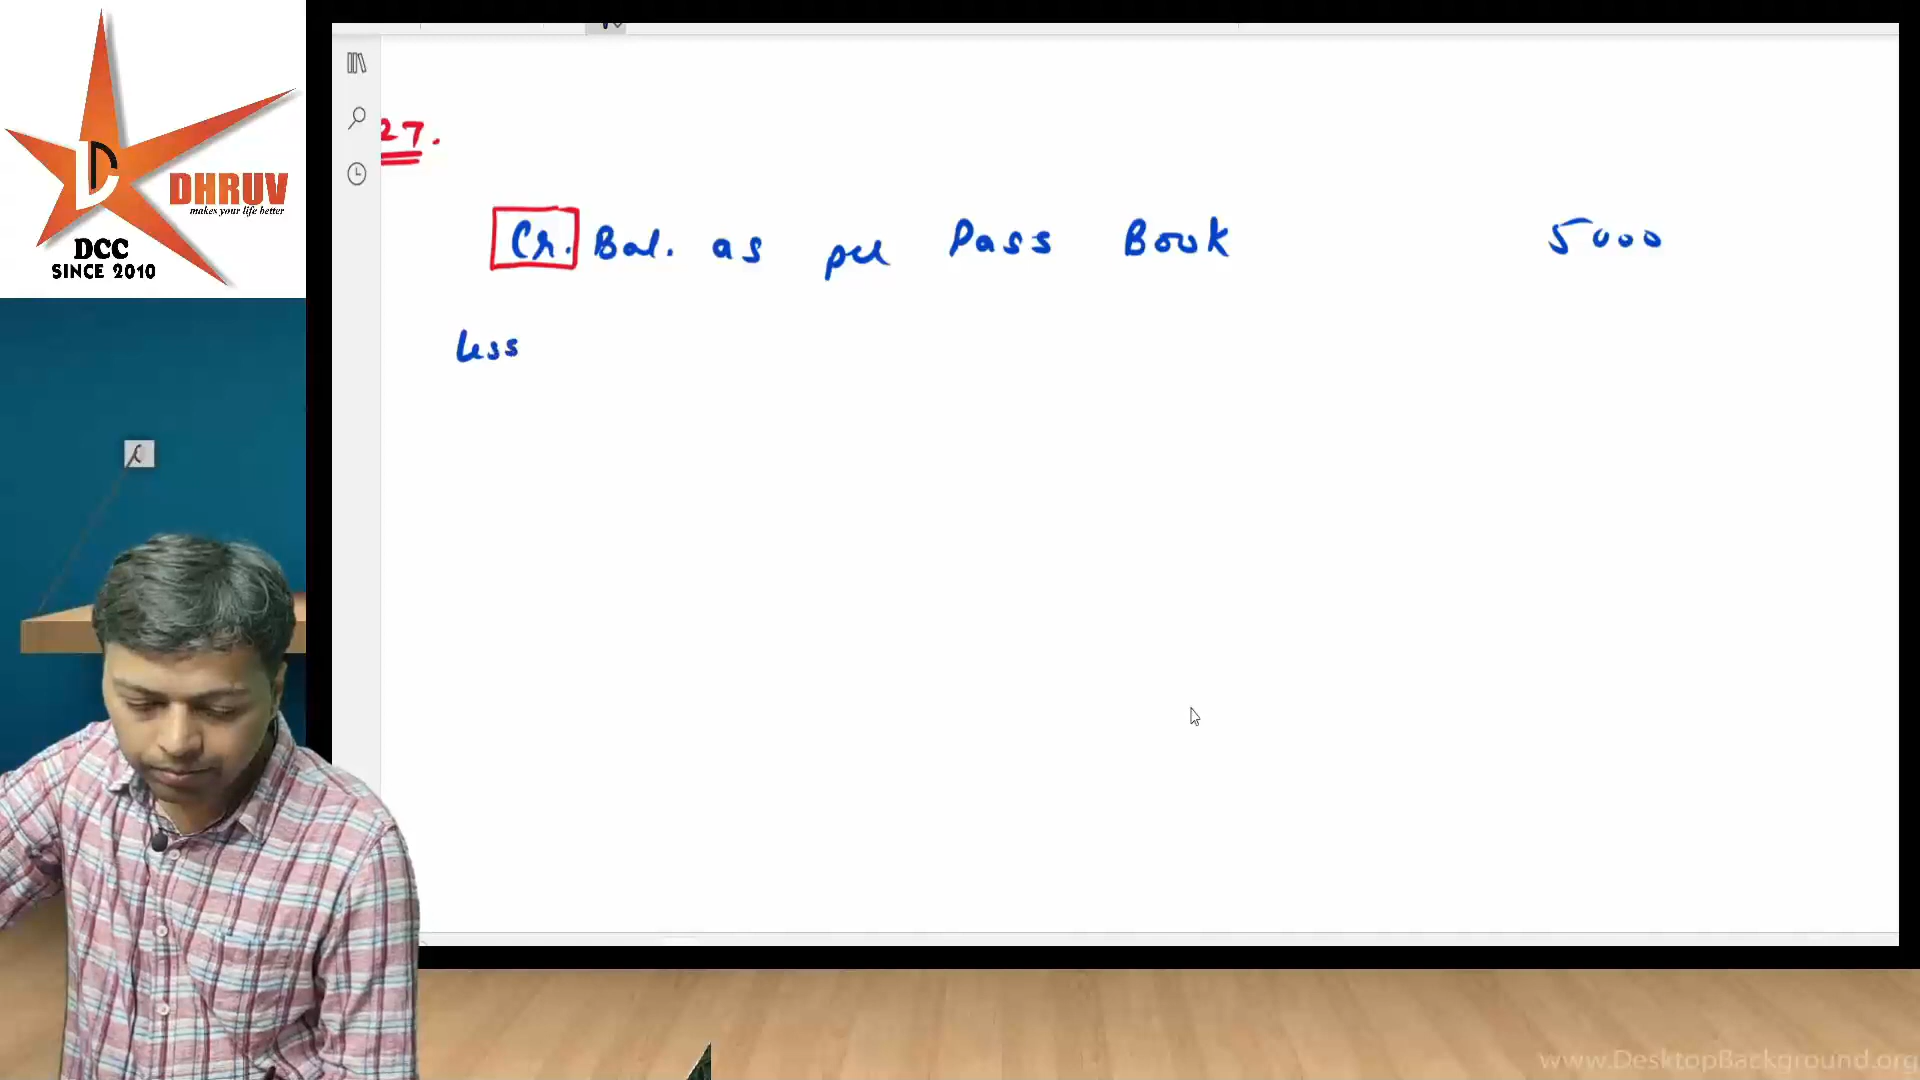 DC
DHRUV
makes your life better
DCC
SINCE 2010
27.
Cr. Bal. as per Pass Book 5000
Less
www.DesktopBackground.org